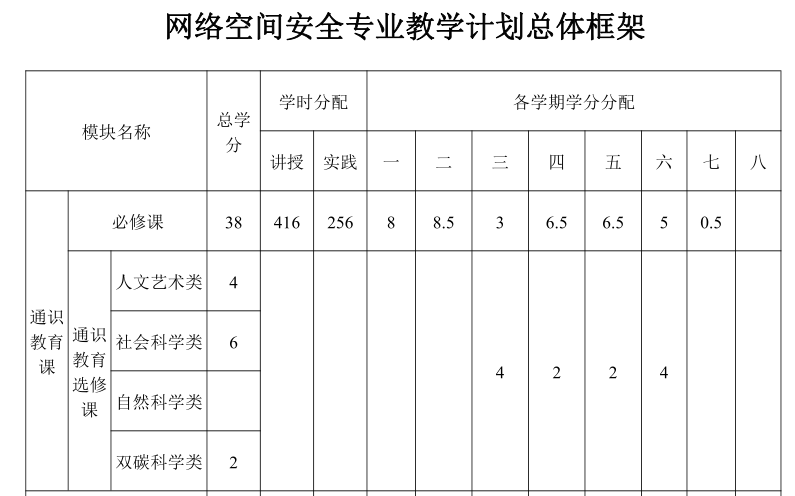 网络空间安全专业教学计划总体框架
模块名称 总学分 学时分配 各学期学分分配
讲授 实践 一 二 三 四 五 六 七 八
通识教育课 必修课 38 416 256 8 8.5 3 6.5 6.5 5 0.5
通识教育选修课 人文艺术类 4
社会科学类 6
4 2 2 4
自然科学类
双碳科学类 2